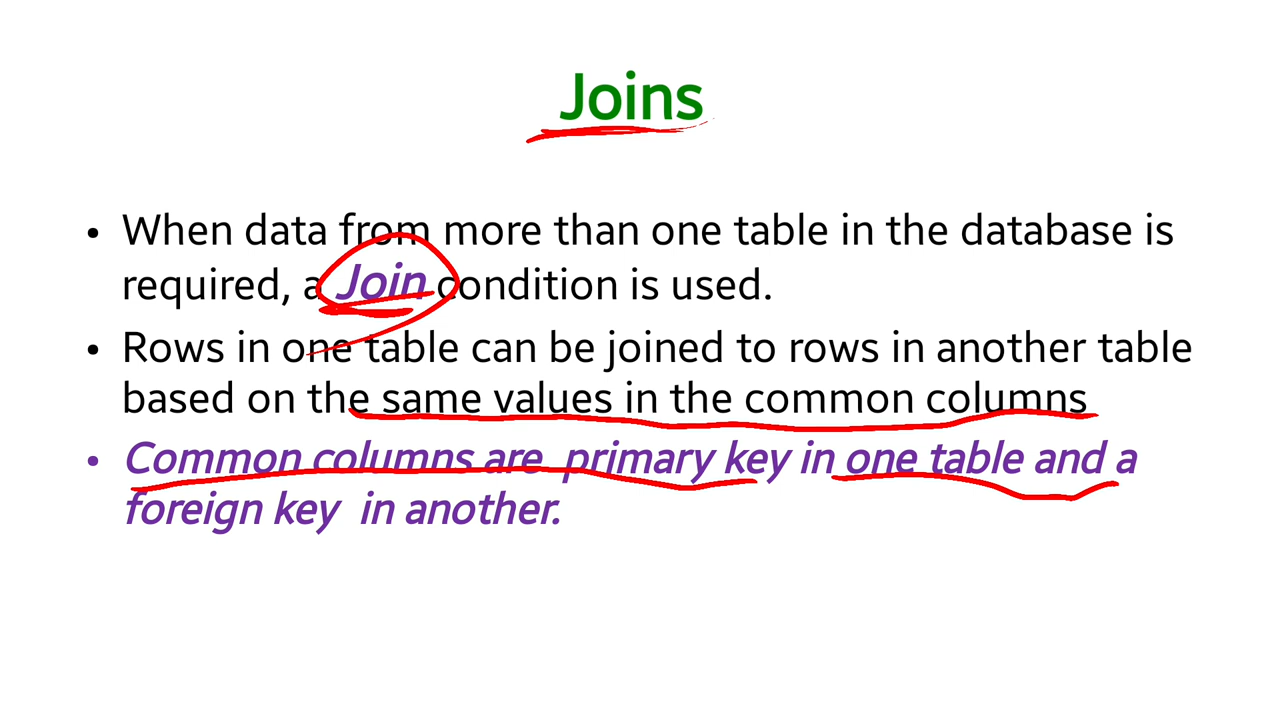 Joins
• When data from more than one table in the database is
required, a Join condition is used.
• Rows in one table can be joined to rows in another table
based on the same values in the common columns
• Common columns are primary key in one table and a
foreign key in another.